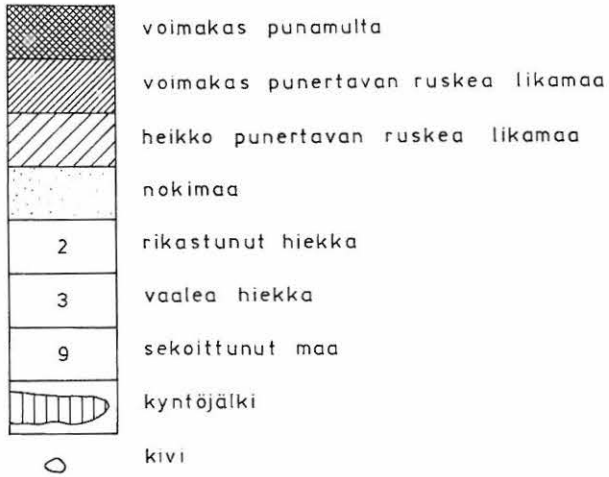 voimakas punamulta
voimakas punertavan ruskea likamaa
heikko punertavan ruskea likamaa
nokimaa
2 rikastunut hiekka
3 vaalea hiekka
9 sekoittunut maa
kyntöjälki
kivi